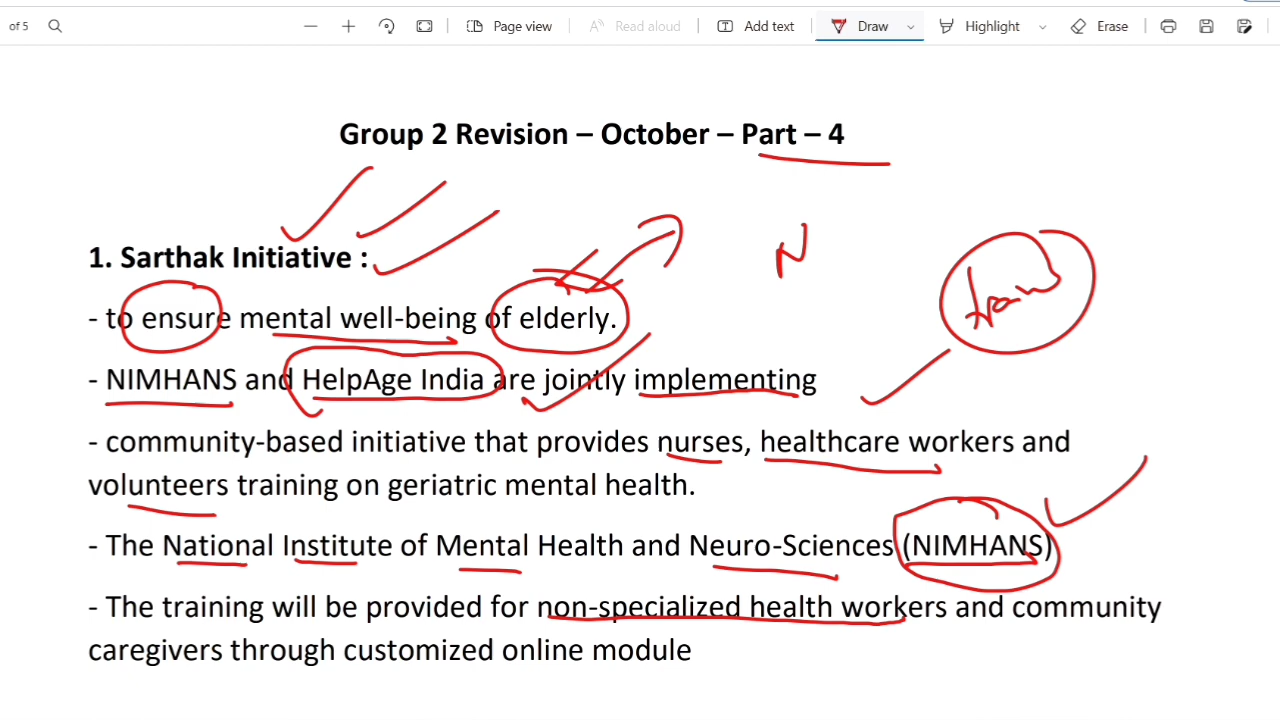 of 5 Page view Read aloud Add text Draw Highlight Erase
Group 2 Revision – October – Part – 4
1. Sarthak Initiative :
N
- to ensure mental well-being of elderly.
- NIMHANS and HelpAge India are jointly implementing
- community-based initiative that provides nurses, healthcare workers and
volunteers training on geriatric mental health.
- The National Institute of Mental Health and Neuro-Sciences (NIMHANS)
- The training will be provided for non-specialized health workers and community
caregivers through customized online module